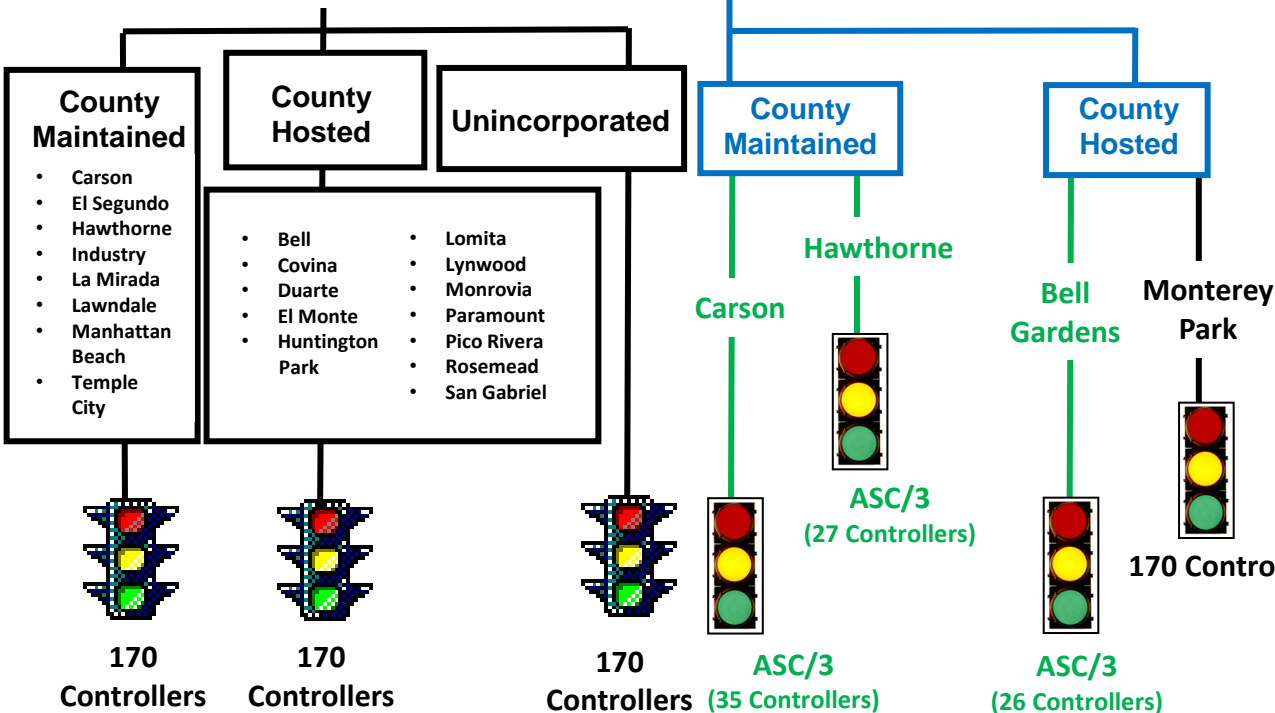 County
Maintained
• Carson
• El Segundo
• Hawthorne
• Industry
• La Mirada
• Lawndale
• Manhattan
Beach
• Temple
City
170
Controllers
County
Hosted
• Bell
• Covina
• Duarte
• El Monte
• Huntington
Park
• Lomita
• Lynwood
• Monrovia
• Paramount
• Pico Rivera
• Rosemead
• San Gabriel
170
Controllers
Unincorporated
170
Controllers
County
Maintained
Carson
ASC/3
(35 Controllers)
Hawthorne
ASC/3
(27 Controllers)
County
Hosted
Bell
Gardens
ASC/3
(26 Controllers)
Monterey
Park
170 Contro